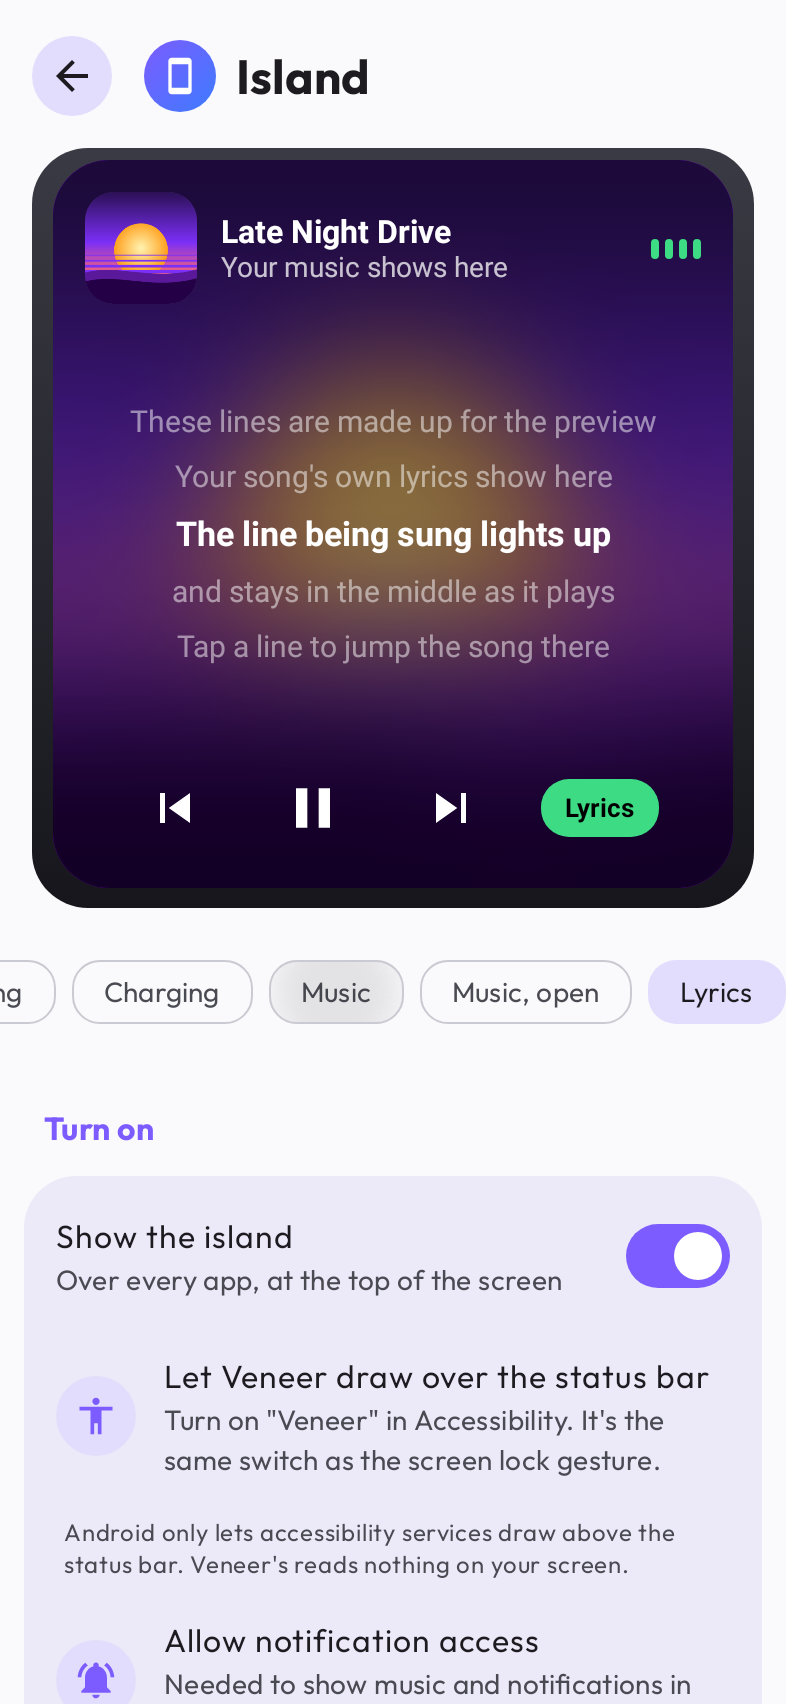 Island
Late Night Drive
Your music shows here
These lines are made up for the preview
Your song's own lyrics show here
The line being sung lights up
and stays in the middle as it plays
Tap a line to jump the song there
Lyrics
ng
Charging
Music
Music, open
Lyrics
Turn on
Show the island
Over every app, at the top of the screen
Let Veneer draw over the status bar
Turn on "Veneer" in Accessibility. It's the
same switch as the screen lock gesture.
Android only lets accessibility services draw above the
status bar. Veneer's reads nothing on your screen.
Allow notification access
Needed to show music and notifications in